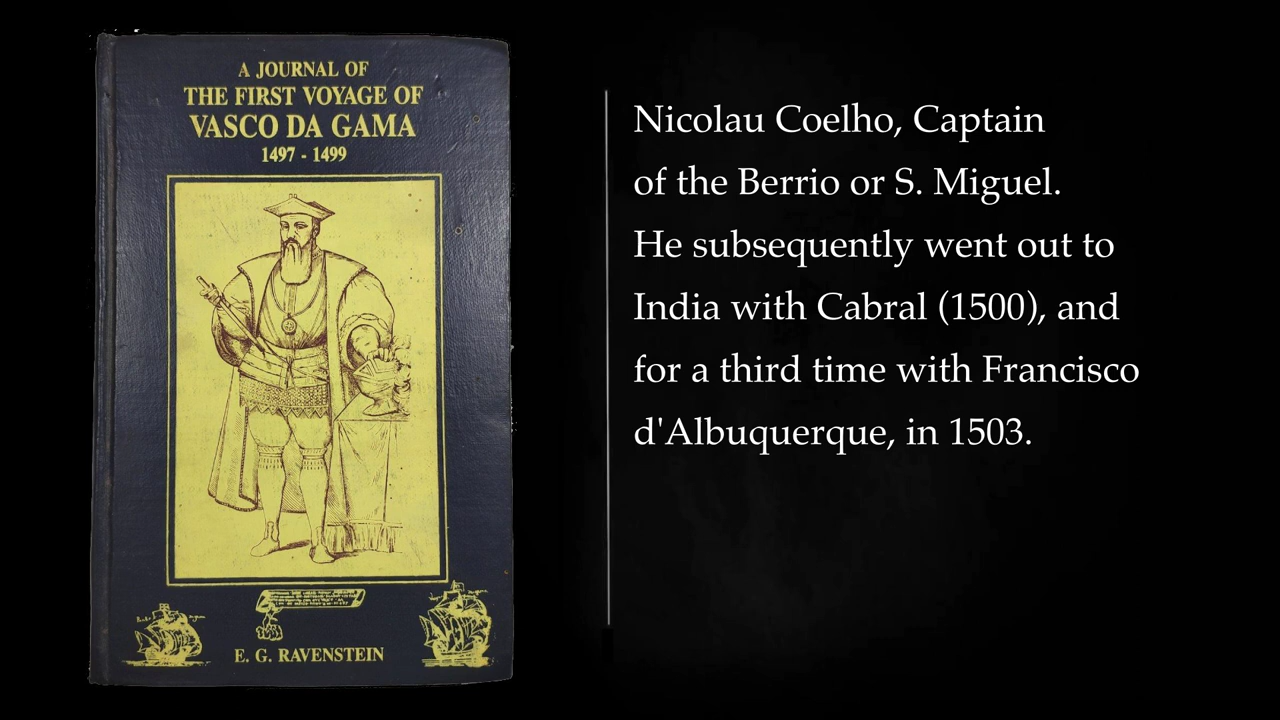 A JOURNAL OF
THE FIRST VOYAGE OF
VASCO DA GAMA
1497 - 1499
E. G. RAVENSTEIN
Nicolau Coelho, Captain
of the Berrio or S. Miguel.
He subsequently went out to
India with Cabral (1500), and
for a third time with Francisco
d'Albuquerque, in 1503.